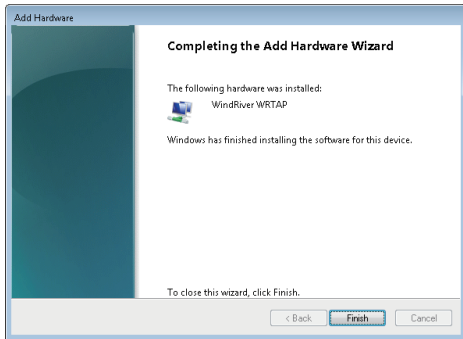 Add Hardware
Completing the Add Hardware Wizard
The following hardware was installed:
WindRiver WRTAP
Windows has finished installing the software for this device.
To close this wizard, click Finish.
< Back Finish Cancel